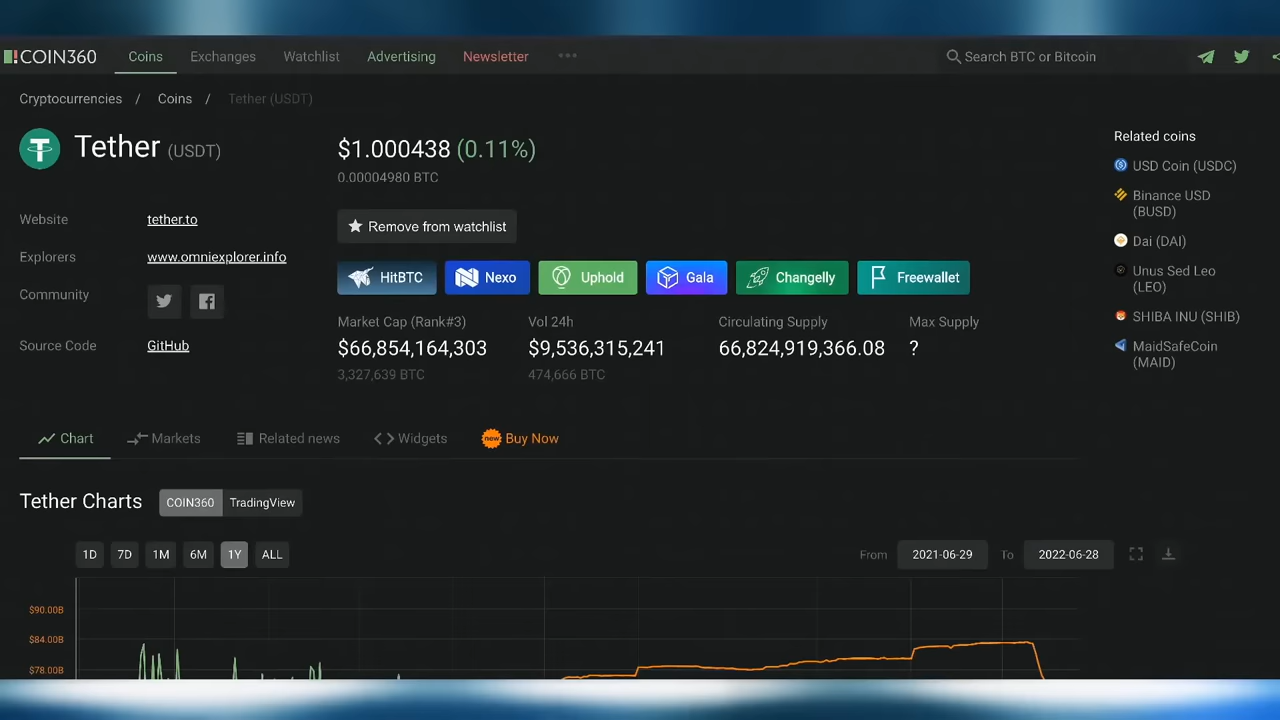 COIN360 Coins Exchanges Watchlist Advertising Newsletter ••• Search BTC or Bitcoin
Cryptocurrencies / Coins / Tether (USDT)
Tether (USDT)
$1.000438 (0.11%)
0.00004980 BTC
Website tether.to
Explorers www.omniexplorer.info
Community
Source Code GitHub
Remove from watchlist
HitBTC Nexo Uphold Gala Changelly Freewallet
Market Cap (Rank#3) Vol 24h Circulating Supply Max Supply
$66,854,164,303 $9,536,315,241 66,824,919,366.08 ?
3,327,639 BTC 474,666 BTC
Related coins
USD Coin (USDC)
Binance USD
(BUSD)
Dai (DAI)
Unus Sed Leo
(LEO)
SHIBA INU (SHIB)
MaidSafeCoin
(MAID)
Chart Markets Related news Widgets new Buy Now
Tether Charts COIN360 TradingView
1D 7D 1M 6M 1Y ALL From 2021-06-29 To 2022-06-28
$90.00B
$84.00B
$78.00B